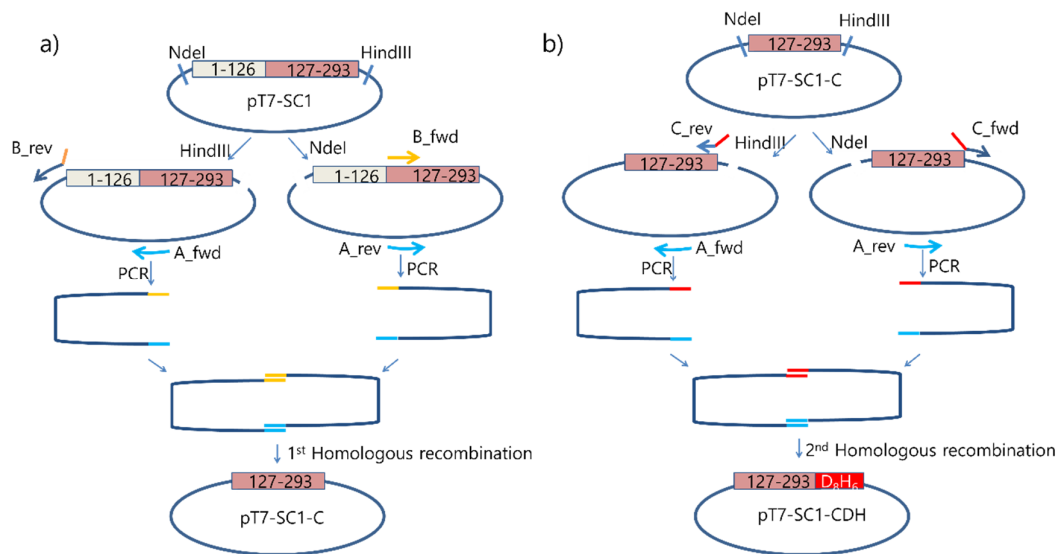 a)
NdeI
HindIII
1-126
127-293
pT7-SC1
B_rev
HindIII
NdeI
B_fwd
1-126
127-293
1-126
127-293
A_fwd
A_rev
PCR
PCR
1st Homologous recombination
127-293
pT7-SC1-C
b)
NdeI
HindIII
127-293
pT7-SC1-C
C_rev
HindIII
NdeI
C_fwd
127-293
127-293
A_fwd
A_rev
PCR
PCR
2nd Homologous recombination
127-293
D8H6
pT7-SC1-CDH